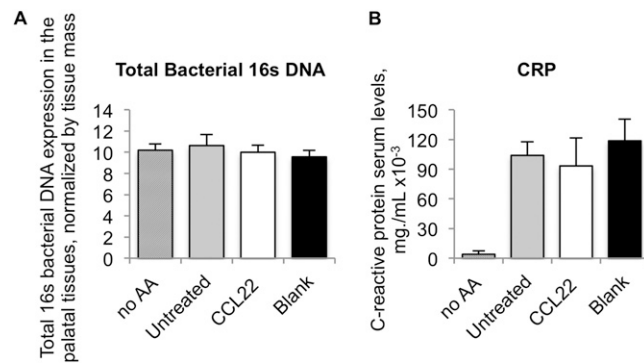 A
Total Bacterial 16s DNA
Total 16s bacterial DNA expression in the
palatal tissues, normalized by tissue mass
14
12
10
8
6
4
2
0
no AA
Untreated
CCL22
Blank
B
CRP
C-reactive protein serum levels,
mg./mL x10-3
150
120
90
60
30
0
no AA
Untreated
CCL22
Blank